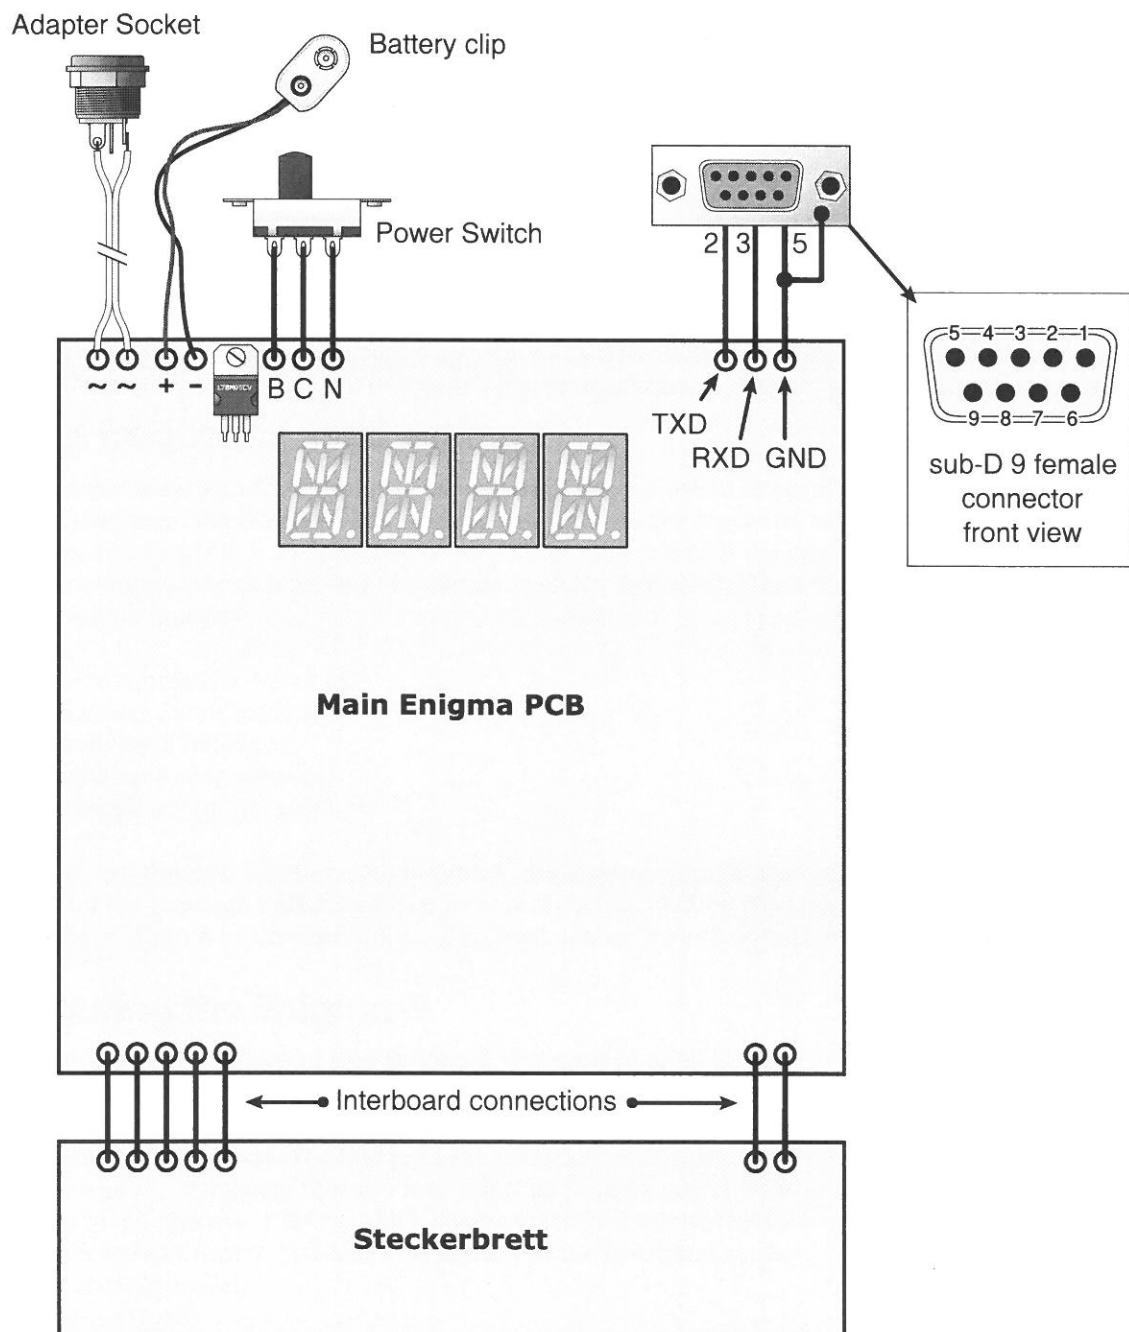 Adapter Socket
Battery clip
Power Switch
2 3 5
~ ~ + - B C N
L78M05CV
TXD
RXD GND
5 4 3 2 1
9 8 7 6
sub-D 9 female
connector
front view
Main Enigma PCB
Interboard connections
Steckerbrett